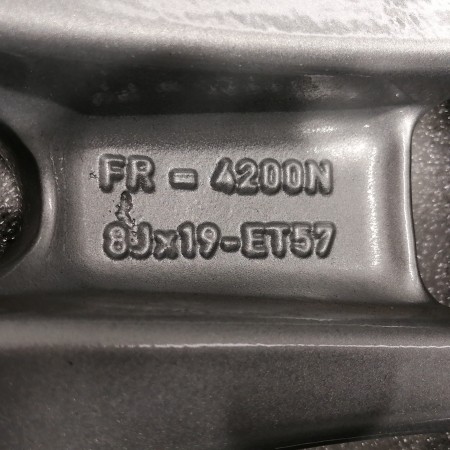 FR = 4200N
8Jx19-ET57